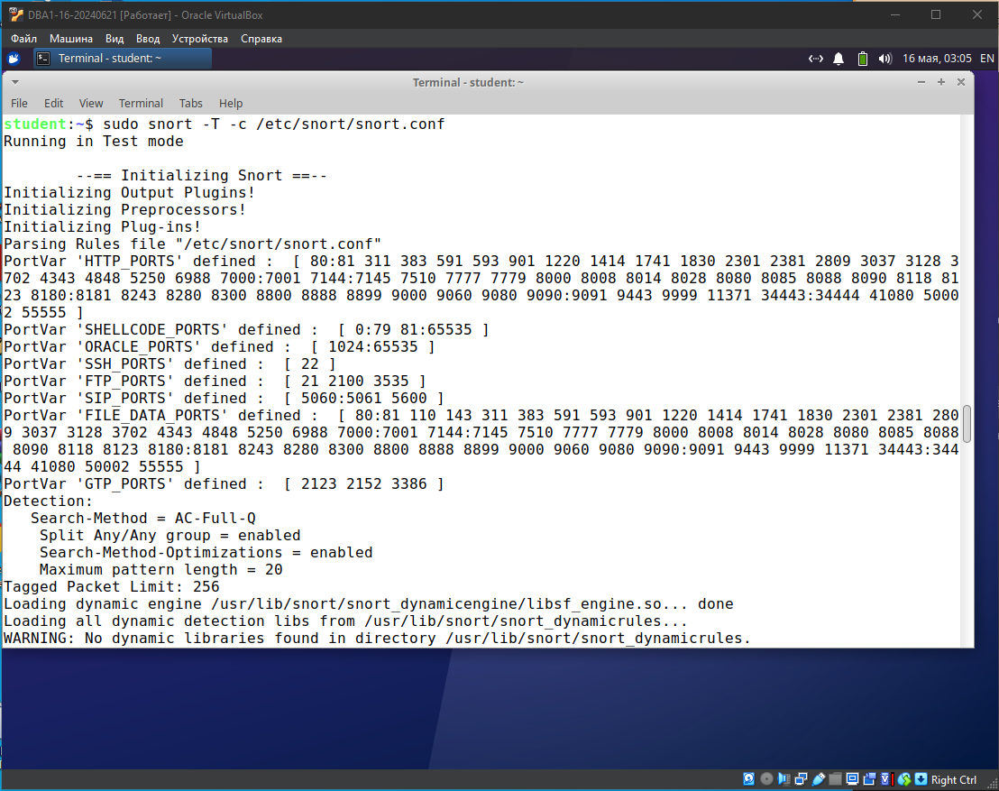 DBA1-16-20240621 [Работает] - Oracle VirtualBox
Файл Машина Вид Ввод Устройства Справка
Terminal - student: ~ 16 мая, 03:05 EN
Terminal - student: ~
File Edit View Terminal Tabs Help
student:~$ sudo snort -T -c /etc/snort/snort.conf
Running in Test mode
--== Initializing Snort ==--
Initializing Output Plugins!
Initializing Preprocessors!
Initializing Plug-ins!
Parsing Rules file "/etc/snort/snort.conf"
PortVar 'HTTP_PORTS' defined :  [ 80:81 311 383 591 593 901 1220 1414 1741 1830 2301 2381 2809 3037 3128 3
702 4343 4848 5250 6988 7000:7001 7144:7145 7510 7777 7779 8000 8008 8014 8028 8080 8085 8088 8090 8118 81
23 8180:8181 8243 8280 8300 8800 8888 8899 9000 9060 9080 9090:9091 9443 9999 11371 34443:34444 41080 5000
2 55555 ]
PortVar 'SHELLCODE_PORTS' defined :  [ 0:79 81:65535 ]
PortVar 'ORACLE_PORTS' defined :  [ 1024:65535 ]
PortVar 'SSH_PORTS' defined :  [ 22 ]
PortVar 'FTP_PORTS' defined :  [ 21 2100 3535 ]
PortVar 'SIP_PORTS' defined :  [ 5060:5061 5600 ]
PortVar 'FILE_DATA_PORTS' defined :  [ 80:81 110 143 311 383 591 593 901 1220 1414 1741 1830 2301 2381 280
9 3037 3128 3702 4343 4848 5250 6988 7000:7001 7144:7145 7510 7777 7779 8000 8008 8014 8028 8080 8085 8088
8090 8118 8123 8180:8181 8243 8280 8300 8800 8888 8899 9000 9060 9080 9090:9091 9443 9999 11371 34443:344
44 41080 50002 55555 ]
PortVar 'GTP_PORTS' defined :  [ 2123 2152 3386 ]
Detection:
Search-Method = AC-Full-Q
Split Any/Any group = enabled
Search-Method-Optimizations = enabled
Maximum pattern length = 20
Tagged Packet Limit: 256
Loading dynamic engine /usr/lib/snort/snort_dynamicengine/libsf_engine.so... done
Loading all dynamic detection libs from /usr/lib/snort/snort_dynamicrules...
WARNING: No dynamic libraries found in directory /usr/lib/snort/snort_dynamicrules.
Right Ctrl